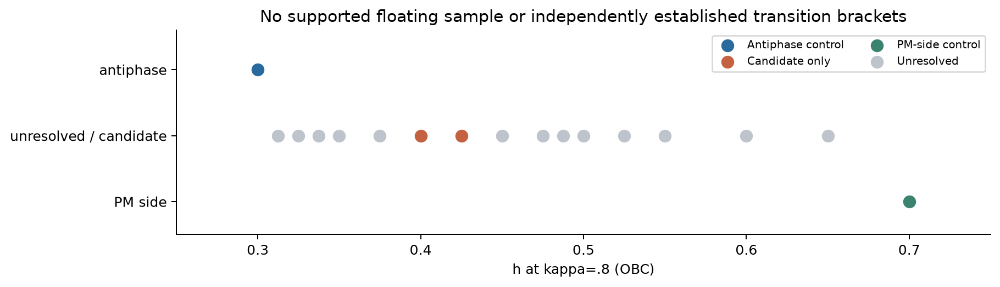 No supported floating sample or independently established transition brackets
Antiphase control
PM-side control
Candidate only
Unresolved
antiphase
unresolved / candidate
PM side
0.3
0.4
0.5
0.6
0.7
h at kappa=.8 (OBC)